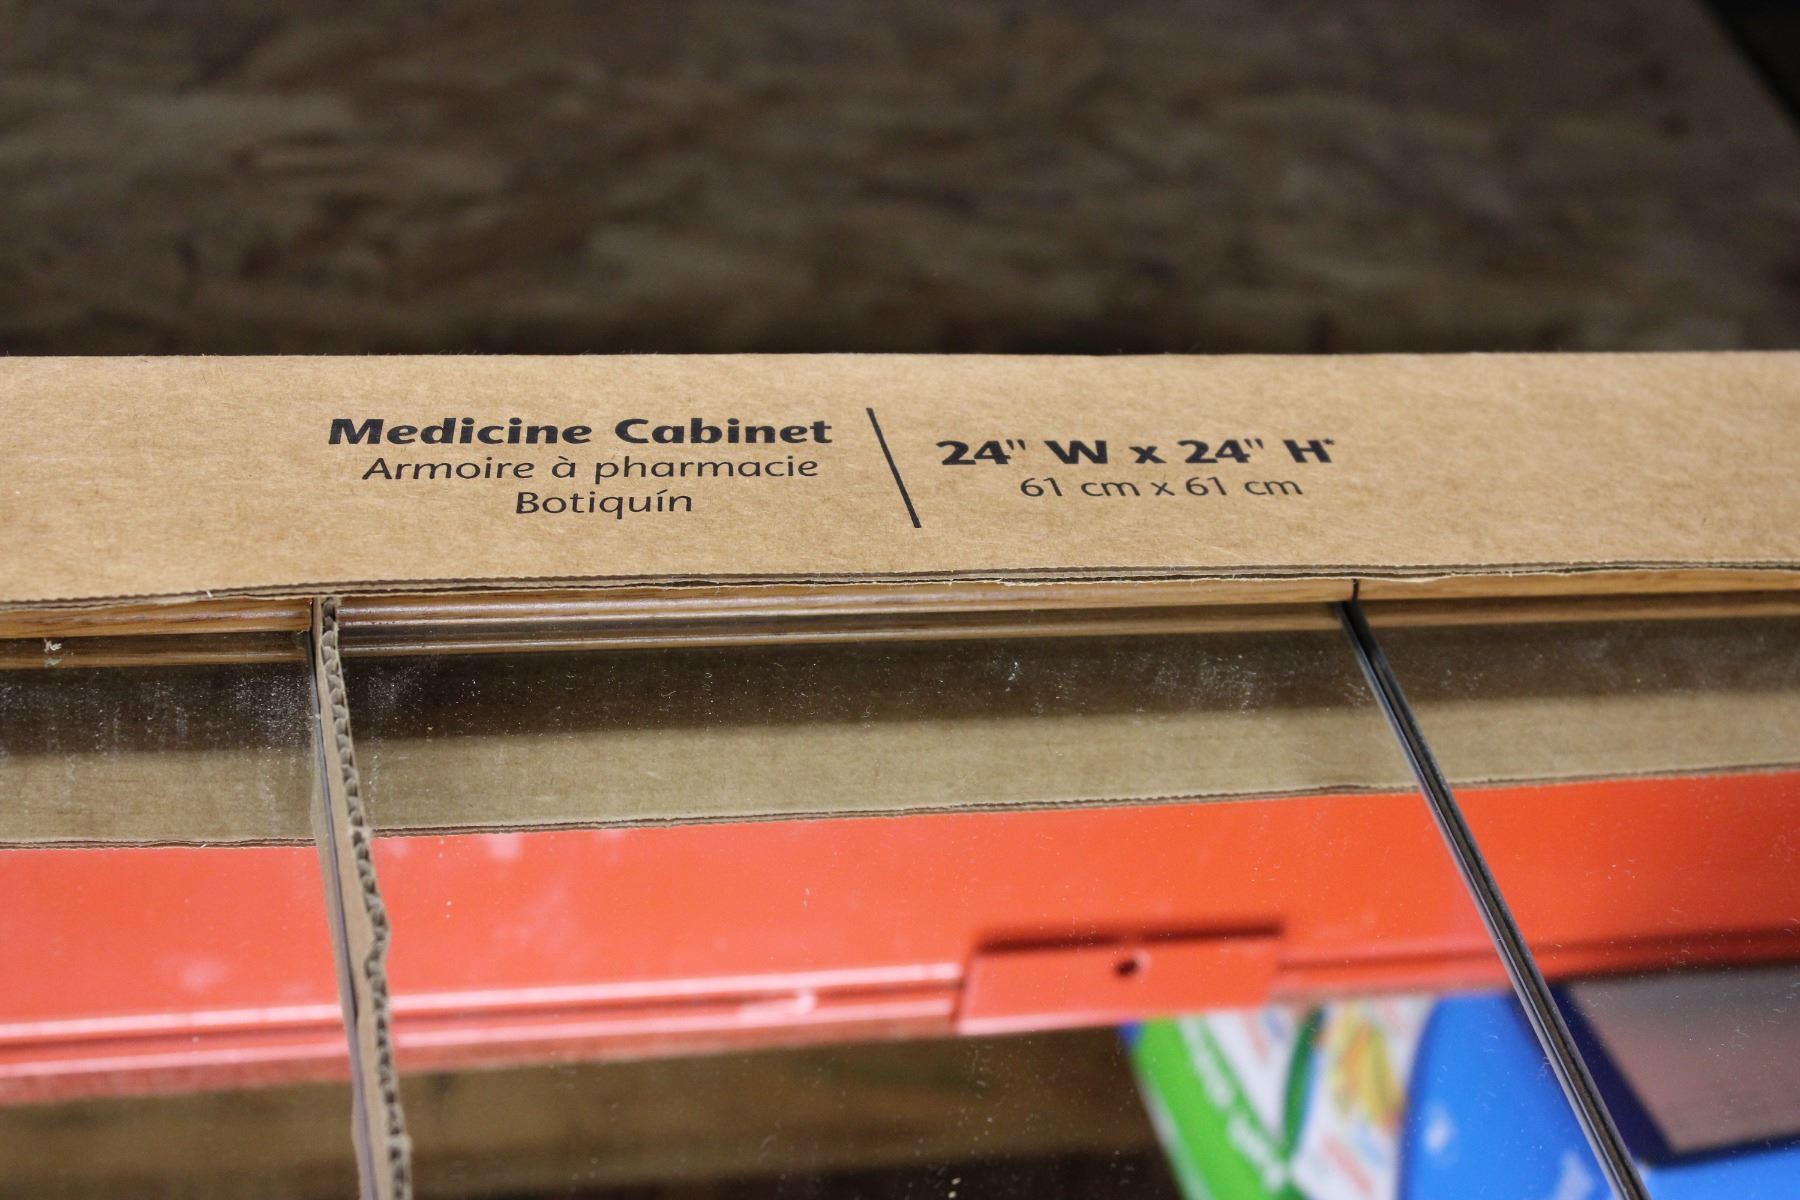 Medicine Cabinet
Armoire à pharmacie
Botiquín
24" W x 24" H*
61 cm x 61 cm